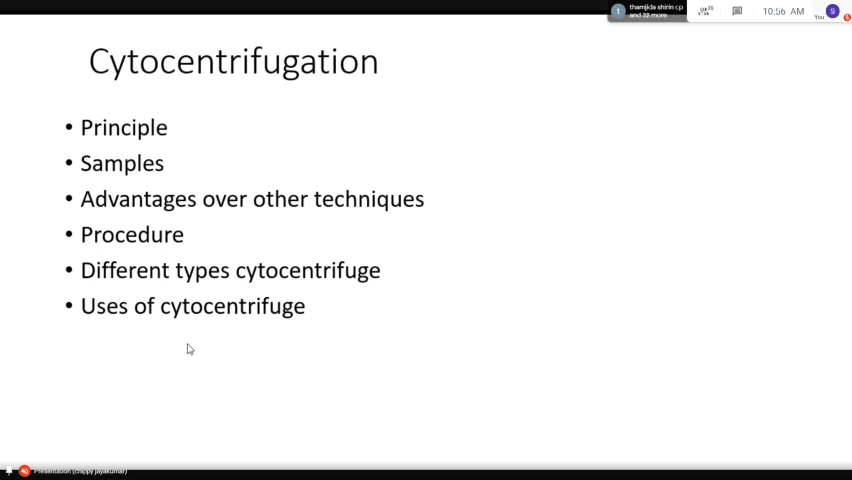 thamjida shirin cp
and 32 more
10:56 AM
You
Cytocentrifugation
• Principle
• Samples
• Advantages over other techniques
• Procedure
• Different types cytocentrifuge
• Uses of cytocentrifuge
Presentation (chippy jayakumar)